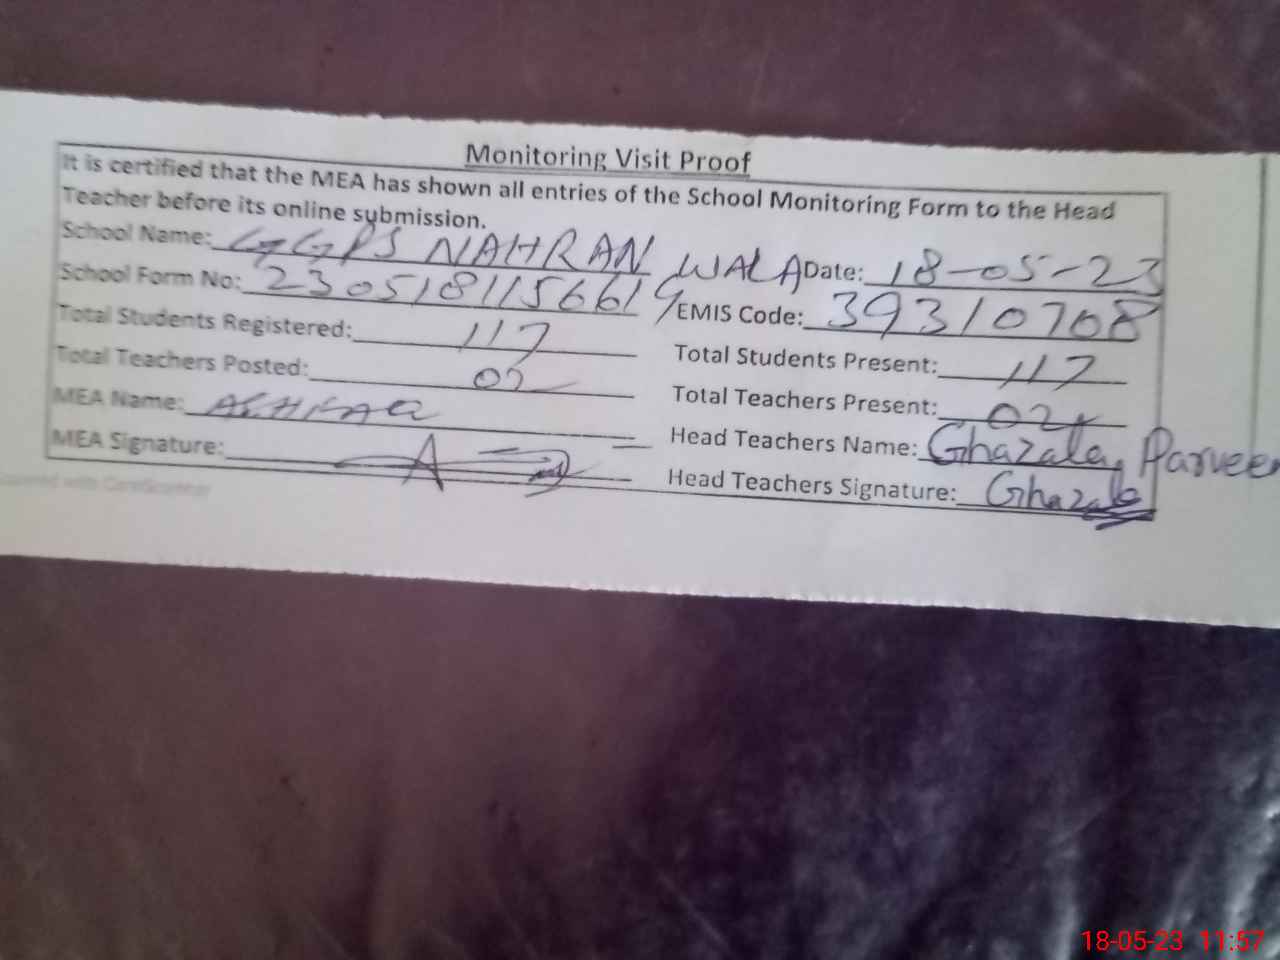 Monitoring Visit Proof
It is certified that the MEA has shown all entries of the School Monitoring Form to the Head
Teacher before its online submission.
School Name: GGPS NAHRAN WALA Date: 18-05-23
School Form No: 2305181156619 EMIS Code: 39310708
Total Students Registered: 117 Total Students Present: 117
Total Teachers Posted: 02 Total Teachers Present: 02
MEA Name: ASHFAQ Head Teachers Name: Ghazala Parveen
MEA Signature: Head Teachers Signature: Ghazala
Scanned with CamScanner
18-05-23 11:57